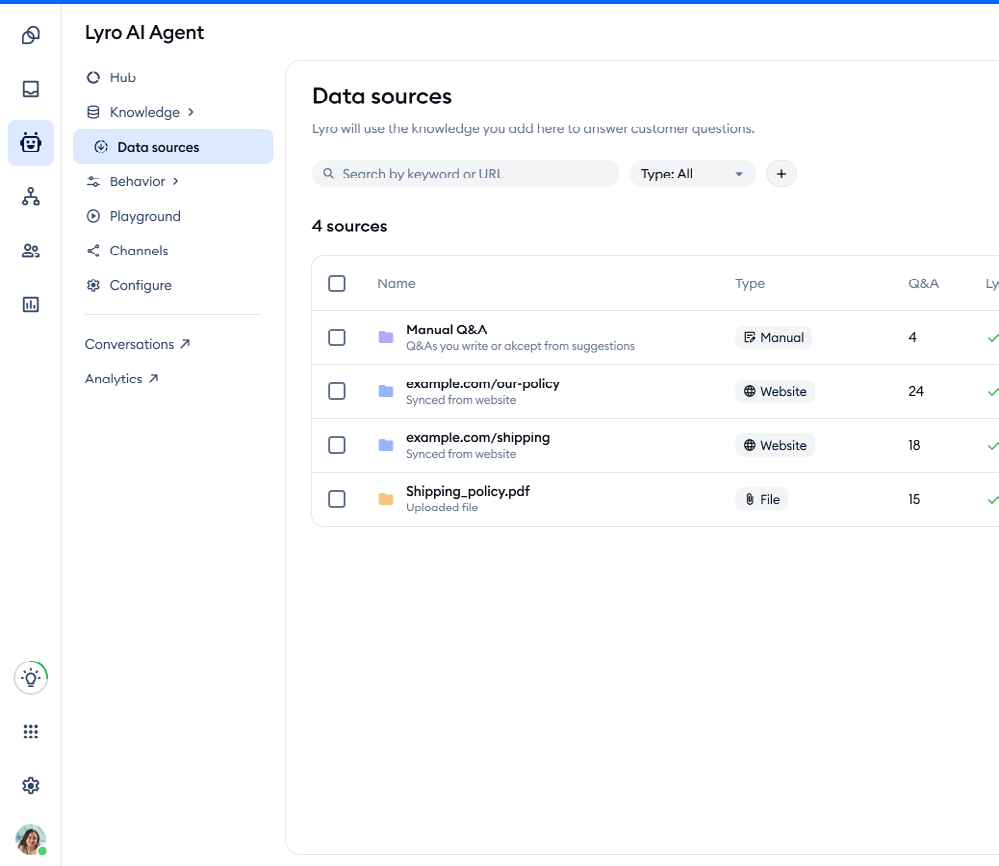 Lyro AI Agent
Hub
Knowledge
Data sources
Behavior
Playground
Channels
Configure
Conversations
Analytics
Data sources
Lyro will use the knowledge you add here to answer customer questions.
Search by keyword or URL
Type: All
4 sources
Name Type Q&A Ly
Manual Q&A
Q&As you write or akcept from suggestions
Manual 4
example.com/our-policy
Synced from website
Website 24
example.com/shipping
Synced from website
Website 18
Shipping_policy.pdf
Uploaded file
File 15